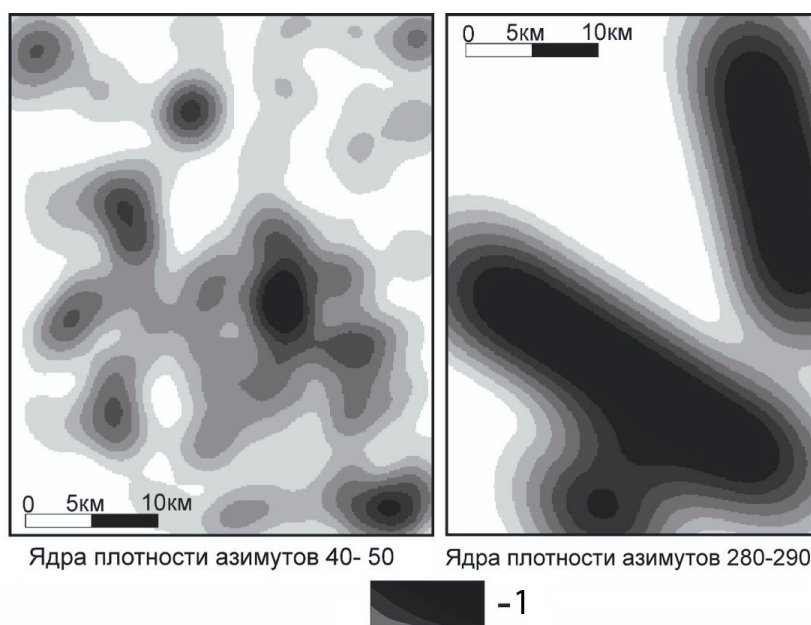 0 5км 10км
0 5км 10км
Ядра плотности азимутов 40- 50
Ядра плотности азимутов 280-290
-1